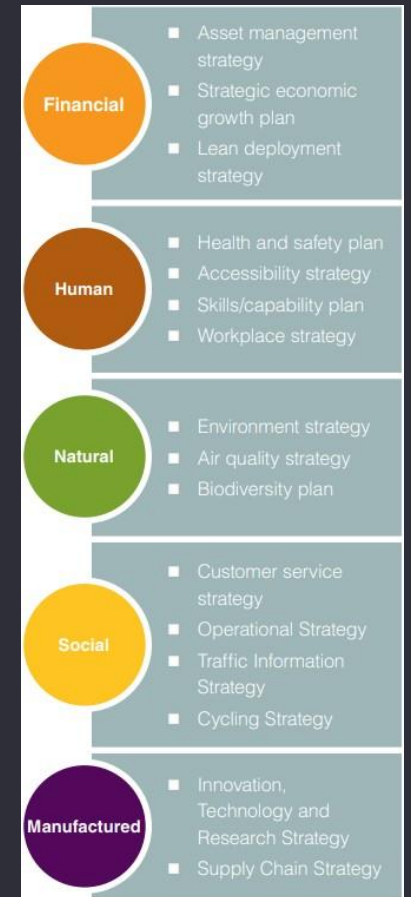 Financial
Asset management
strategy
Strategic economic
growth plan
Lean deployment
strategy
Human
Health and safety plan
Accessibility strategy
Skills/capability plan
Workplace strategy
Natural
Environment strategy
Air quality strategy
Biodiversity plan
Social
Customer service
strategy
Operational Strategy
Traffic Information
Strategy
Cycling Strategy
Manufactured
Innovation,
Technology and
Research Strategy
Supply Chain Strategy